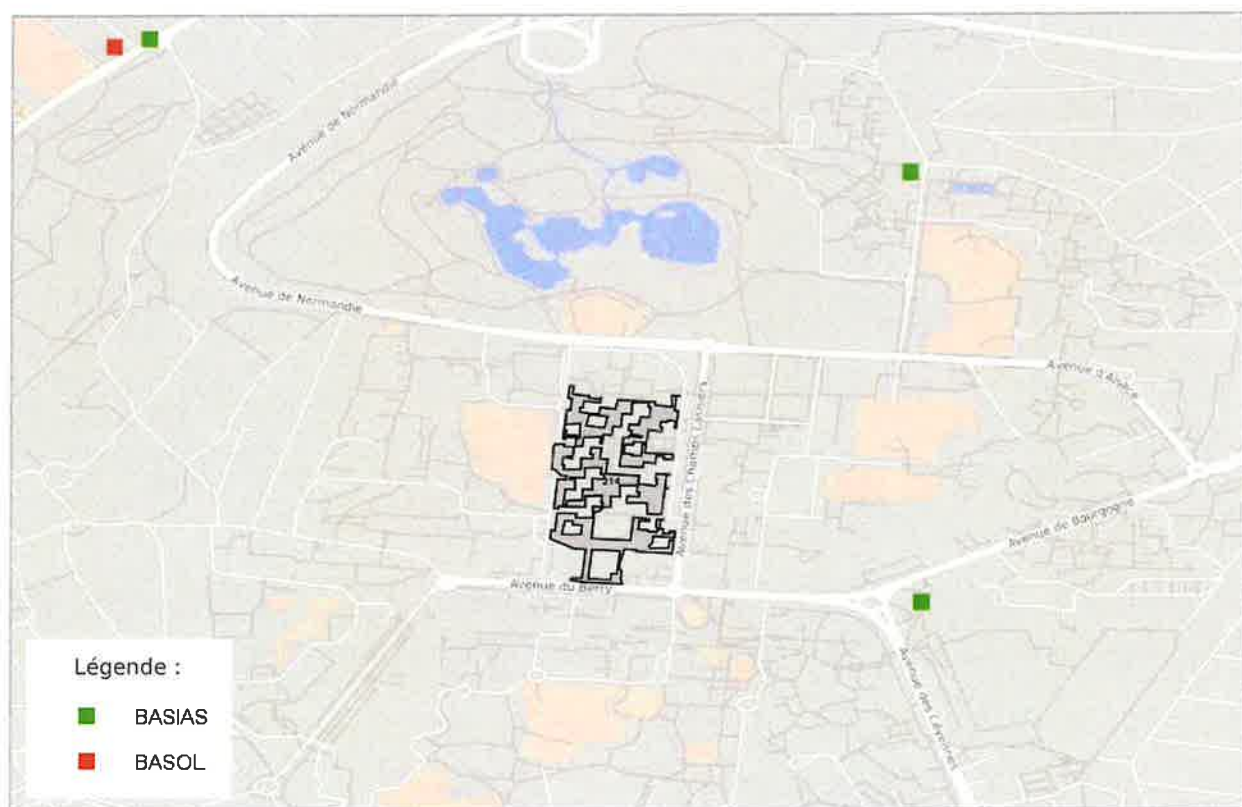 Avenue de Normandie
Avenue de Normandie
Avenue d'Alsace
Avenue des Champs Lasniers
Avenue de Bourgogne
Avenue du Berry
Avenue des Cévennes
Légende :
BASIAS
BASOL